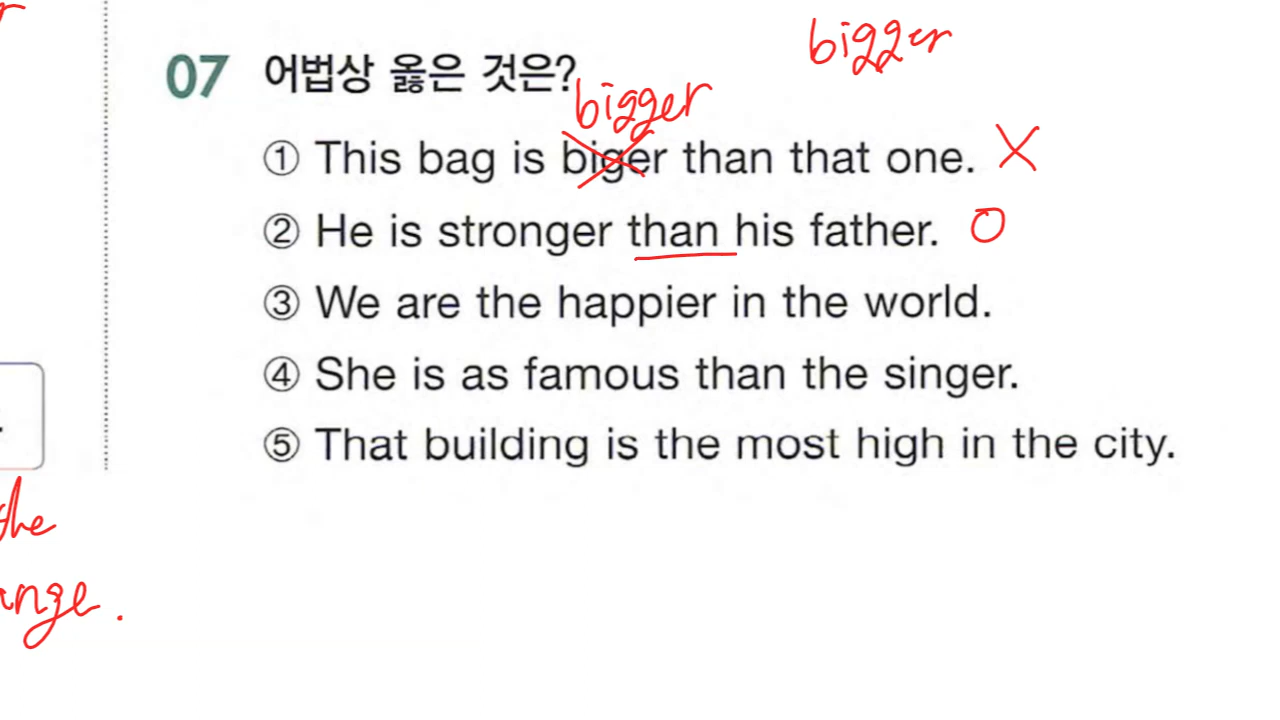 bigger
07 어법상 옳은 것은?
bigger
① This bag is biger than that one. X
② He is stronger than his father. O
③ We are the happier in the world.
④ She is as famous than the singer.
⑤ That building is the most high in the city.
the